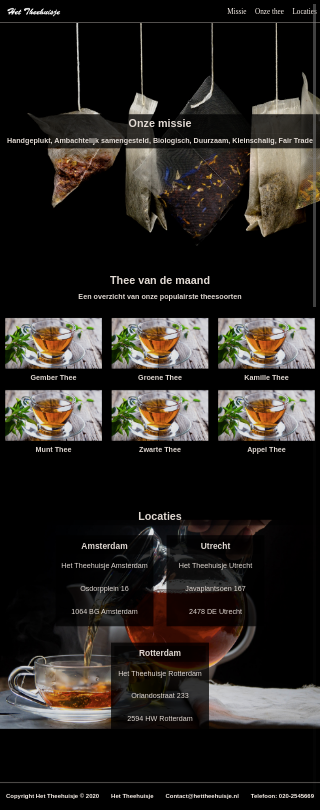 Het Theehuisje
Missie Onze thee Locaties
Onze missie
Handgeplukt, Ambachtelijk samengesteld, Biologisch, Duurzaam, Kleinschalig, Fair Trade
Thee van de maand
Een overzicht van onze populairste theesoorten
Gember Thee Groene Thee Kamille Thee
Munt Thee Zwarte Thee Appel Thee
Locaties
Amsterdam
Het Theehuisje Amsterdam
Osdorpplein 16
1064 BG Amsterdam
Utrecht
Het Theehuisje Utrecht
Javaplantsoen 167
2478 DE Utrecht
Rotterdam
Het Theehuisje Rotterdam
Orlandostraat 233
2594 HW Rotterdam
Copyright Het Theehuisje © 2020 Het Theehuisje Contact@hettheehuisje.nl Telefoon: 020-2545669